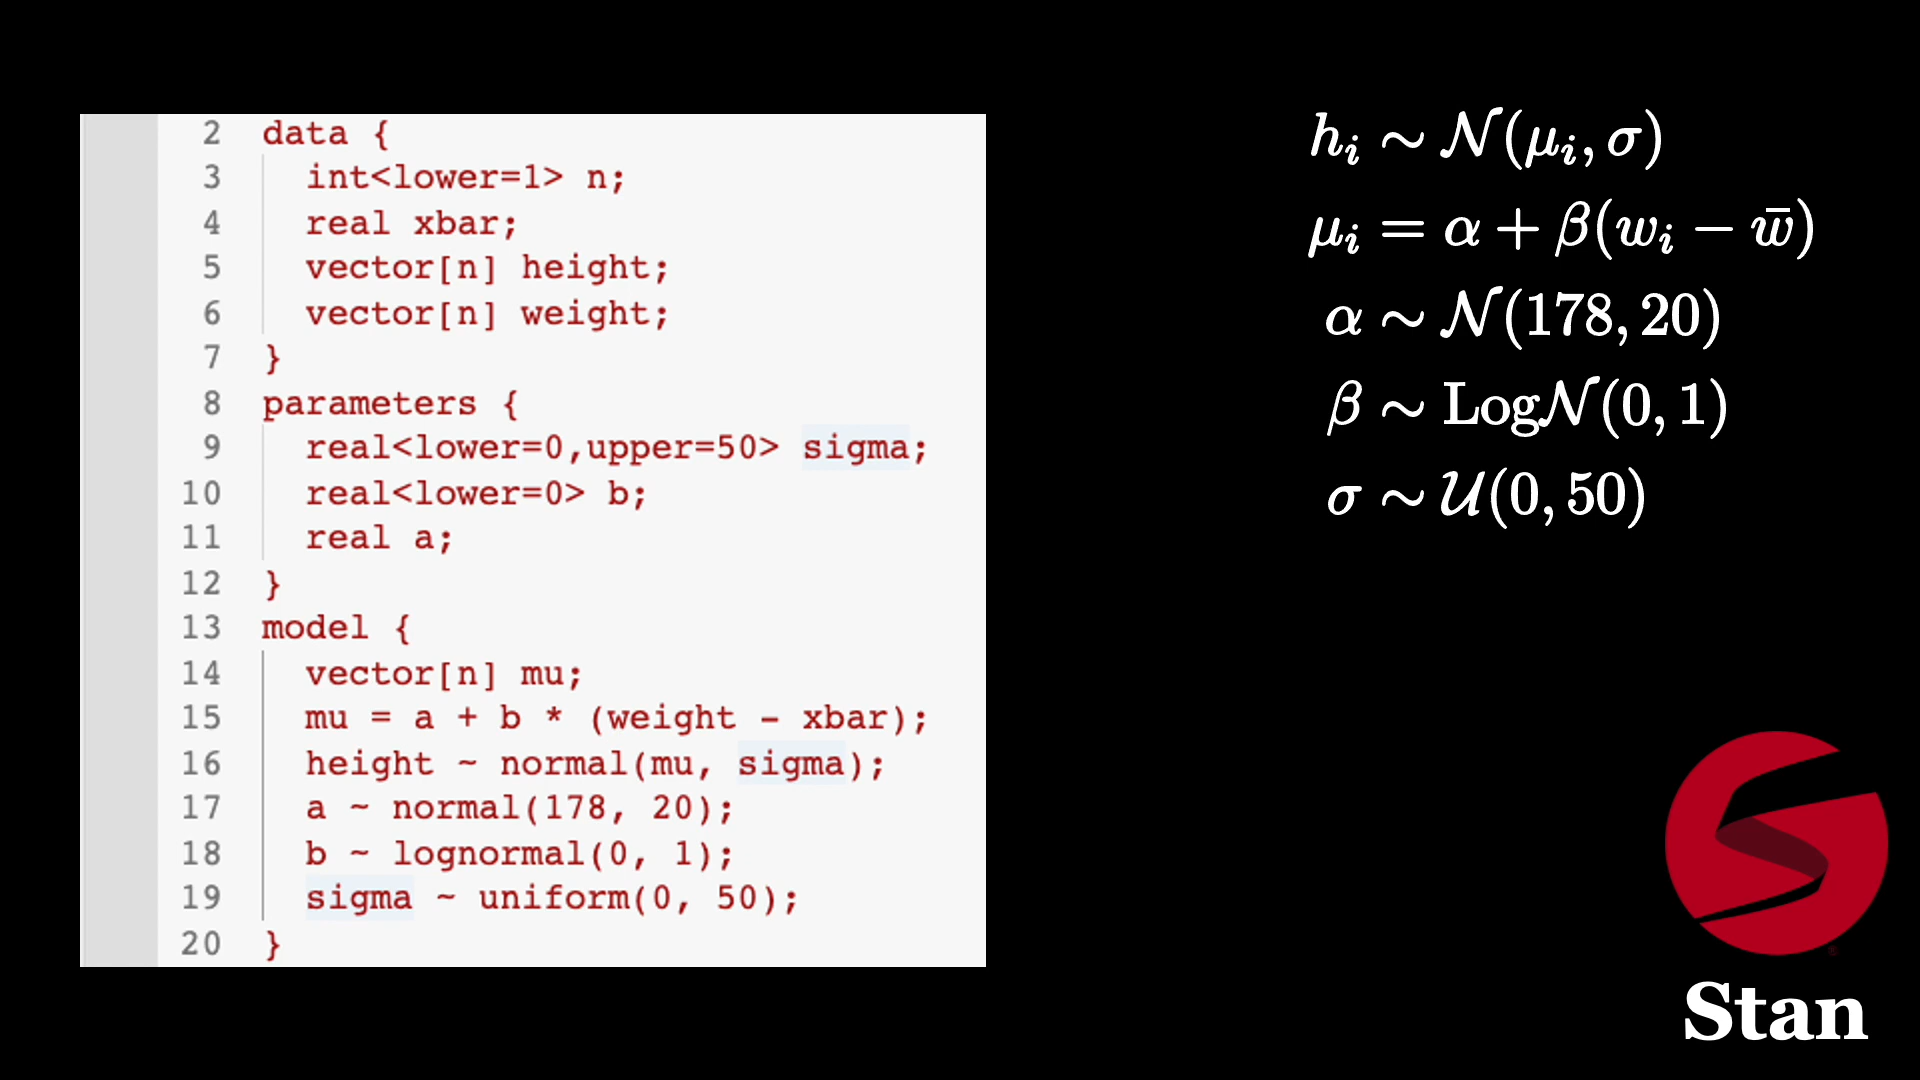 2 data {
3 int<lower=1> n;
4 real xbar;
5 vector[n] height;
6 vector[n] weight;
7 }
8 parameters {
9 real<lower=0,upper=50> sigma;
10 real<lower=0> b;
11 real a;
12 }
13 model {
14 vector[n] mu;
15 mu = a + b * (weight - xbar);
16 height ~ normal(mu, sigma);
17 a ~ normal(178, 20);
18 b ~ lognormal(0, 1);
19 sigma ~ uniform(0, 50);
20 }
hᵢ ∼ 𝒩(μᵢ, σ)
μᵢ = α + β(wᵢ − w̄)
α ∼ 𝒩(178, 20)
β ∼ Log𝒩(0, 1)
σ ∼ 𝒰(0, 50)
Stan